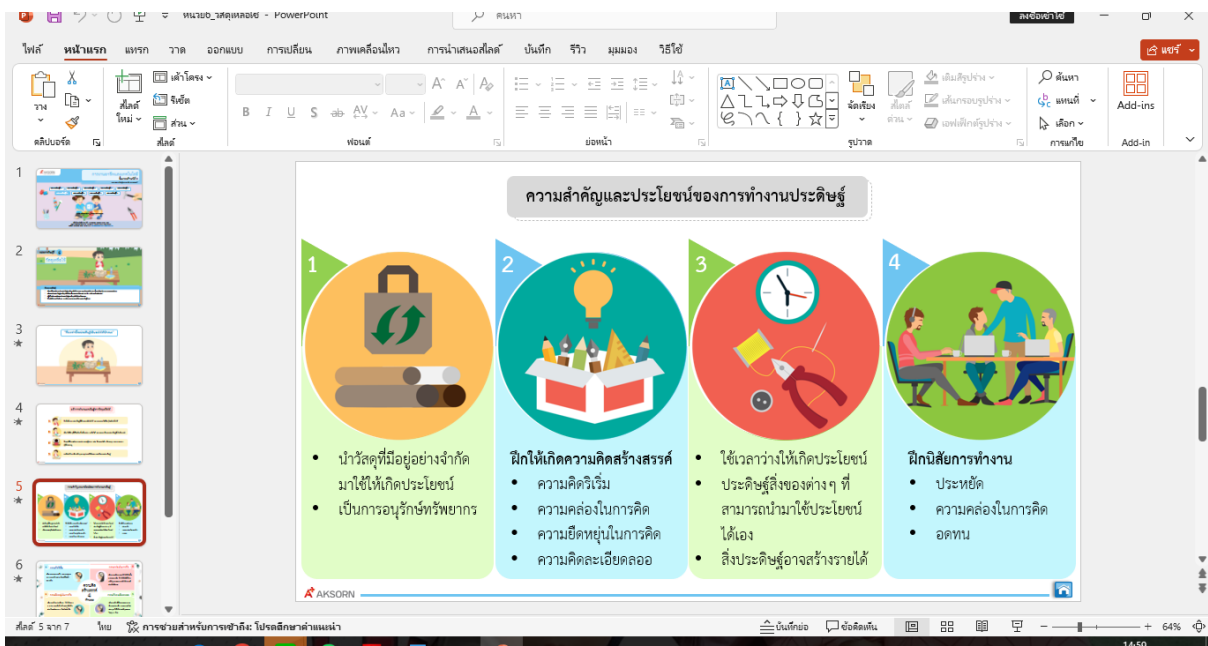 หน่วย6_วัสดุเหลือใช้ - PowerPoint
ค้นหา
ลงชื่อเข้าใช้
ไฟล์ หน้าแรก แทรก วาด ออกแบบ การเปลี่ยน ภาพเคลื่อนไหว การนำเสนอสไลด์ บันทึก รีวิว มุมมอง วิธีใช้
แชร์
วาง
สไลด์
ใหม่
เค้าโครง
รีเซ็ต
ส่วน
B I U S ab AV Aa A
จัดเรียง
สไตล์
ด่วน
เติมสีรูปร่าง
เส้นกรอบรูปร่าง
เอฟเฟ็กต์รูปร่าง
ค้นหา
แทนที่
เลือก
Add-ins
คลิปบอร์ด สไลด์ ฟอนต์ ย่อหน้า รูปวาด การแก้ไข Add-in
1
2
3
4
5
6
ความสำคัญและประโยชน์ของการทำงานประดิษฐ์
1
2
3
4
• นำวัสดุที่มีอยู่อย่างจำกัด
มาใช้ให้เกิดประโยชน์
• เป็นการอนุรักษ์ทรัพยากร
ฝึกให้เกิดความคิดสร้างสรรค์
• ความคิดริเริ่ม
• ความคล่องในการคิด
• ความยืดหยุ่นในการคิด
• ความคิดละเอียดลออ
• ใช้เวลาว่างให้เกิดประโยชน์
• ประดิษฐ์สิ่งของต่าง ๆ ที่
สามารถนำมาใช้ประโยชน์
ได้เอง
• สิ่งประดิษฐ์อาจสร้างรายได้
ฝึกนิสัยการทำงาน
• ประหยัด
• ความคล่องในการคิด
• อดทน
AKSORN
สไลด์ 5 จาก 7 ไทย การช่วยสำหรับการเข้าถึง: โปรดศึกษาคำแนะนำ
บันทึกย่อ ข้อคิดเห็น
64%
14:50